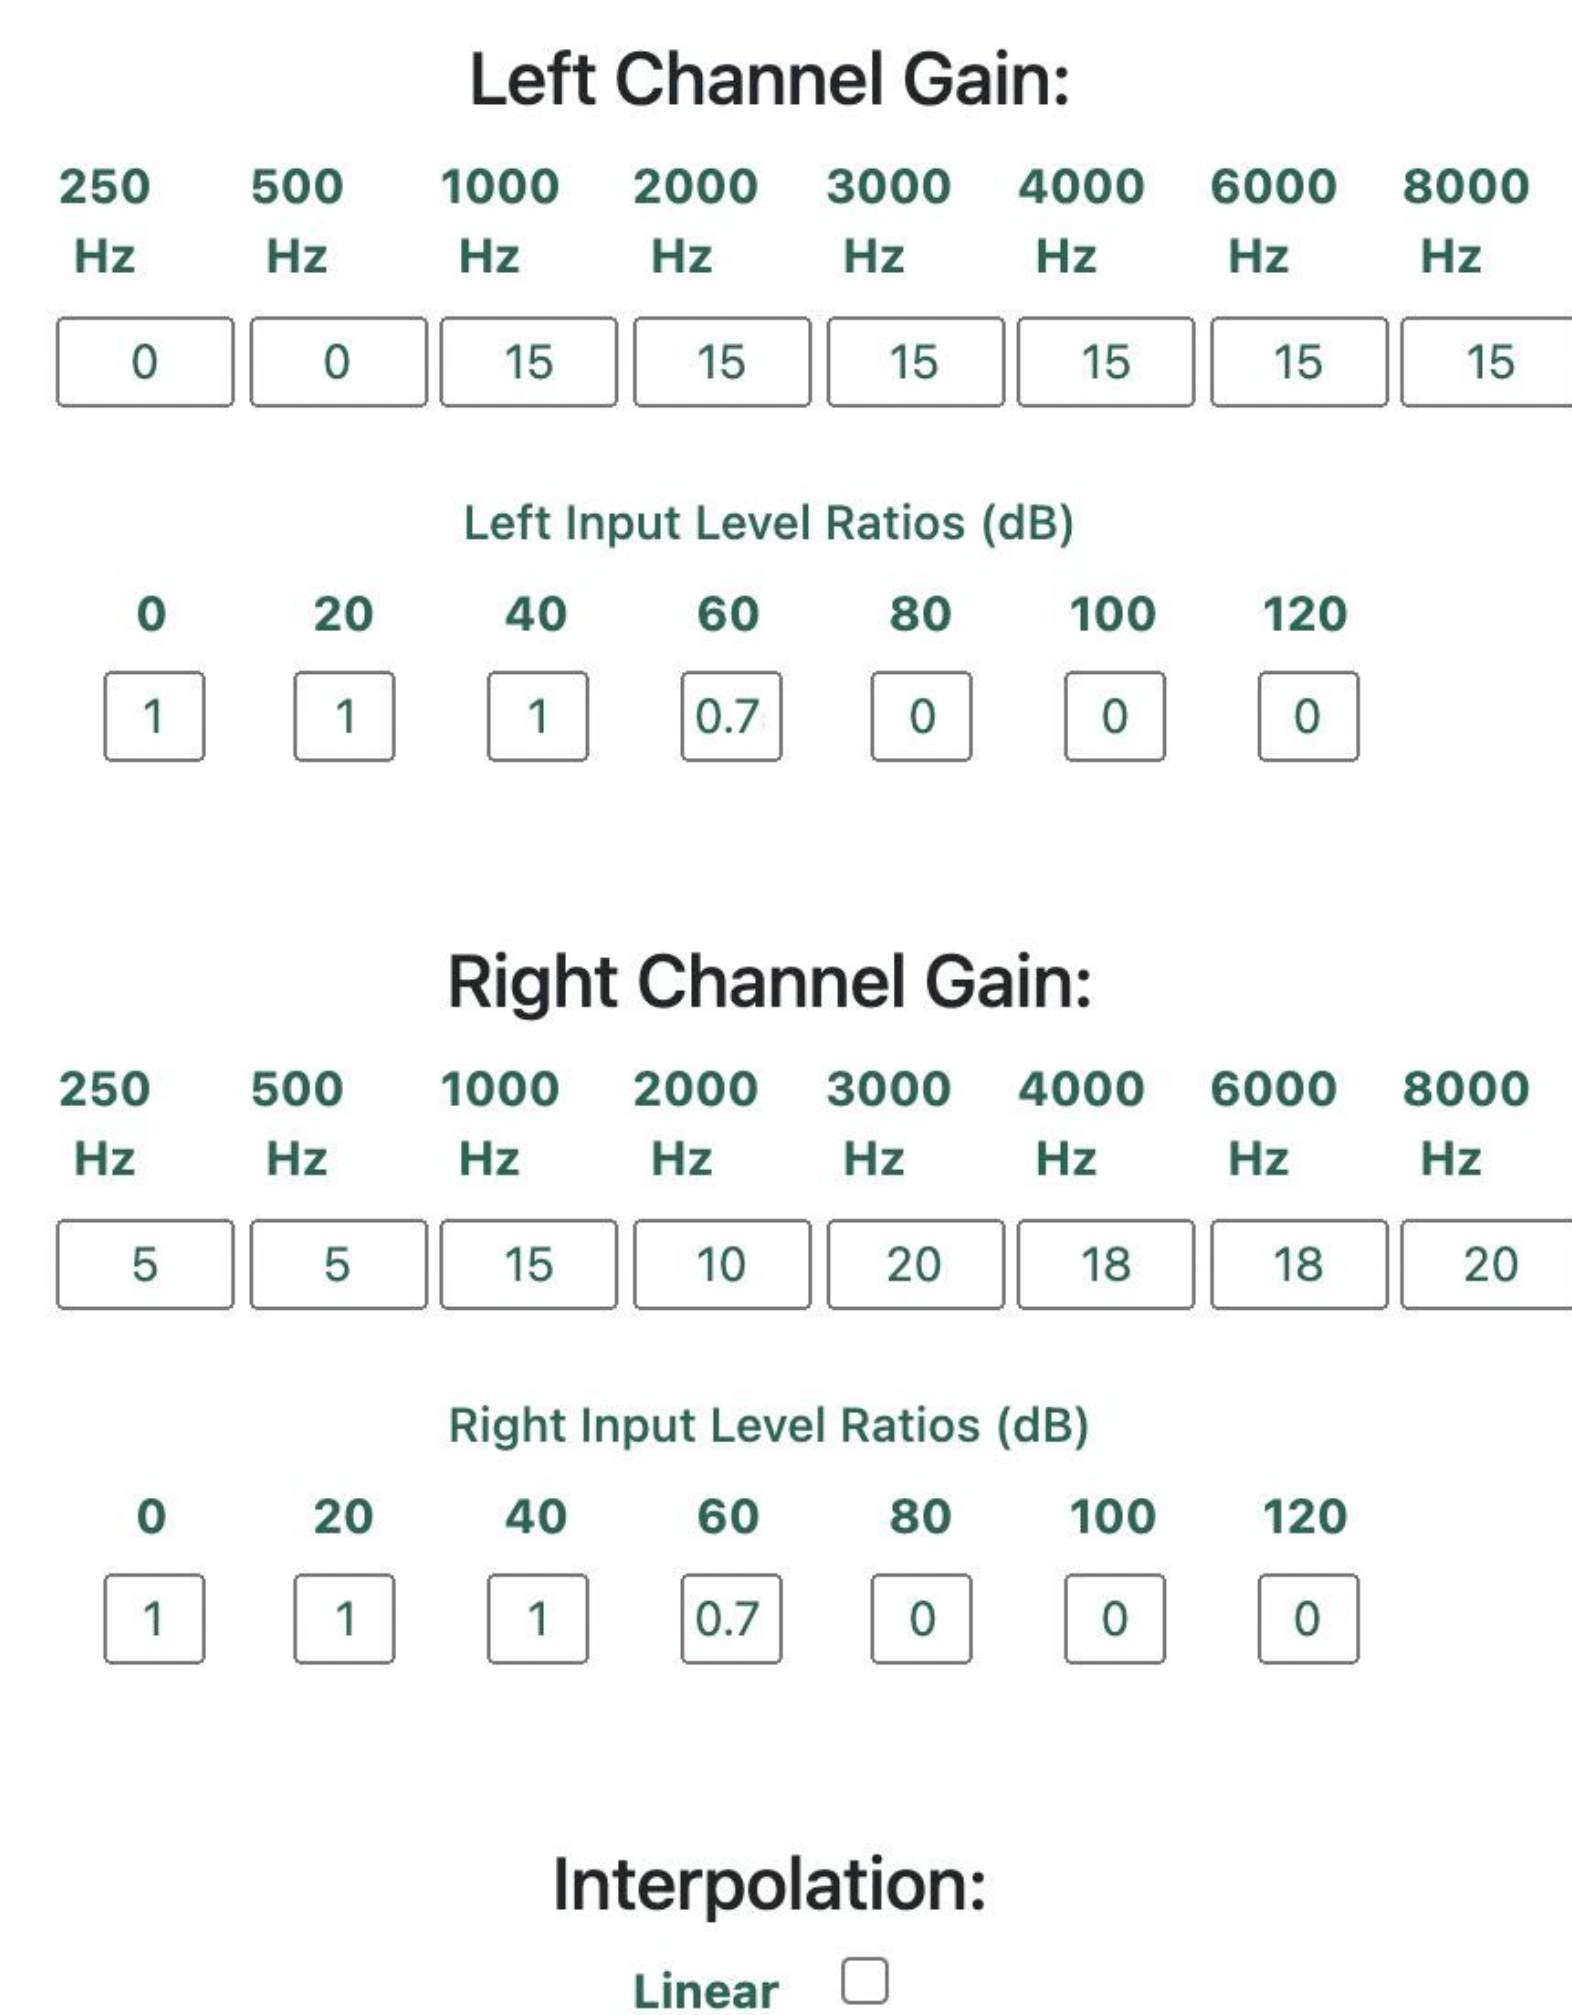 Left Channel Gain:
250 500 1000 2000 3000 4000 6000 8000
Hz Hz Hz Hz Hz Hz Hz Hz
0 0 15 15 15 15 15 15
Left Input Level Ratios (dB)
0 20 40 60 80 100 120
1 1 1 0.7 0 0 0
Right Channel Gain:
250 500 1000 2000 3000 4000 6000 8000
Hz Hz Hz Hz Hz Hz Hz Hz
5 5 15 10 20 18 18 20
Right Input Level Ratios (dB)
0 20 40 60 80 100 120
1 1 1 0.7 0 0 0
Interpolation:
Linear